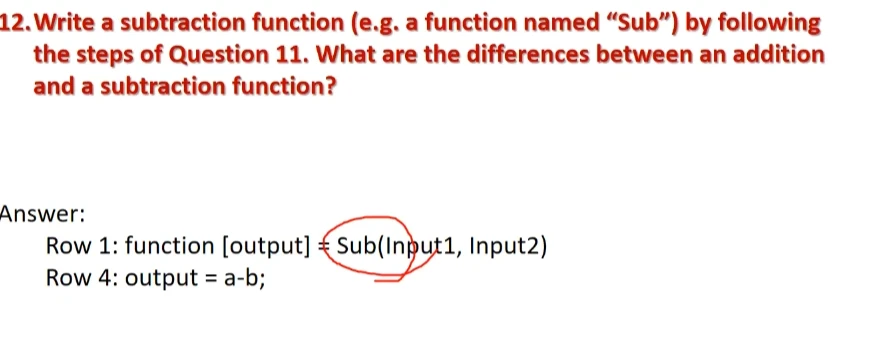 12. Write a subtraction function (e.g. a function named “Sub”) by following
the steps of Question 11. What are the differences between an addition
and a subtraction function?
Answer:
Row 1: function [output] = Sub(Input1, Input2)
Row 4: output = a-b;